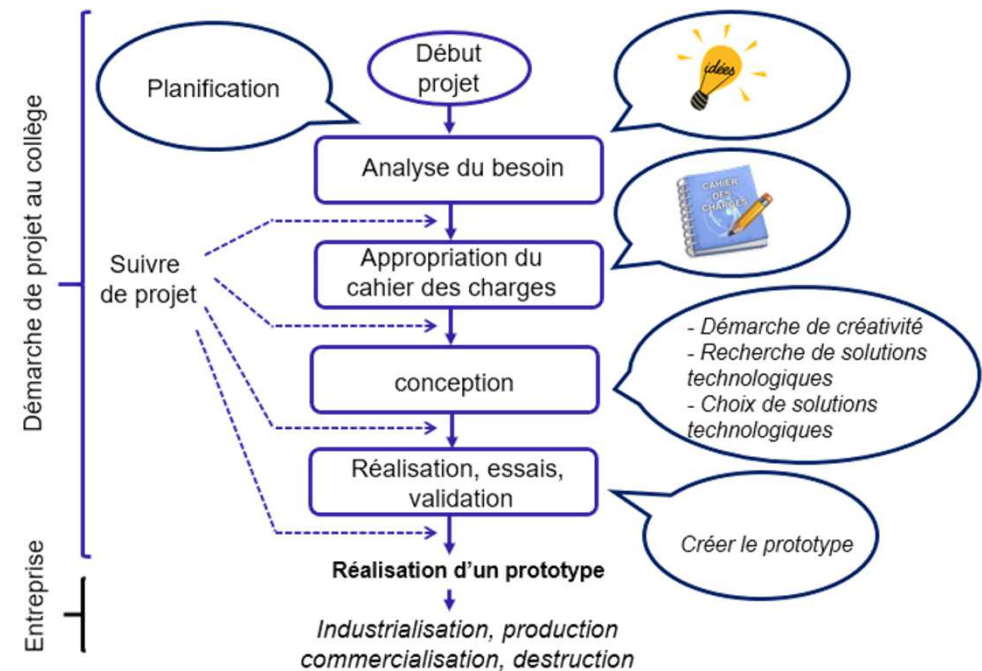 Démarche de projet au collège
Entreprise
Planification
Début
projet
idées
Analyse du besoin
CAHIER
DES
CHARGES
Suivre
de projet
Appropriation du
cahier des charges
conception
- Démarche de créativité
- Recherche de solutions
technologiques
- Choix de solutions
technologiques
Réalisation, essais,
validation
Créer le prototype
Réalisation d'un prototype
Industrialisation, production
commercialisation, destruction